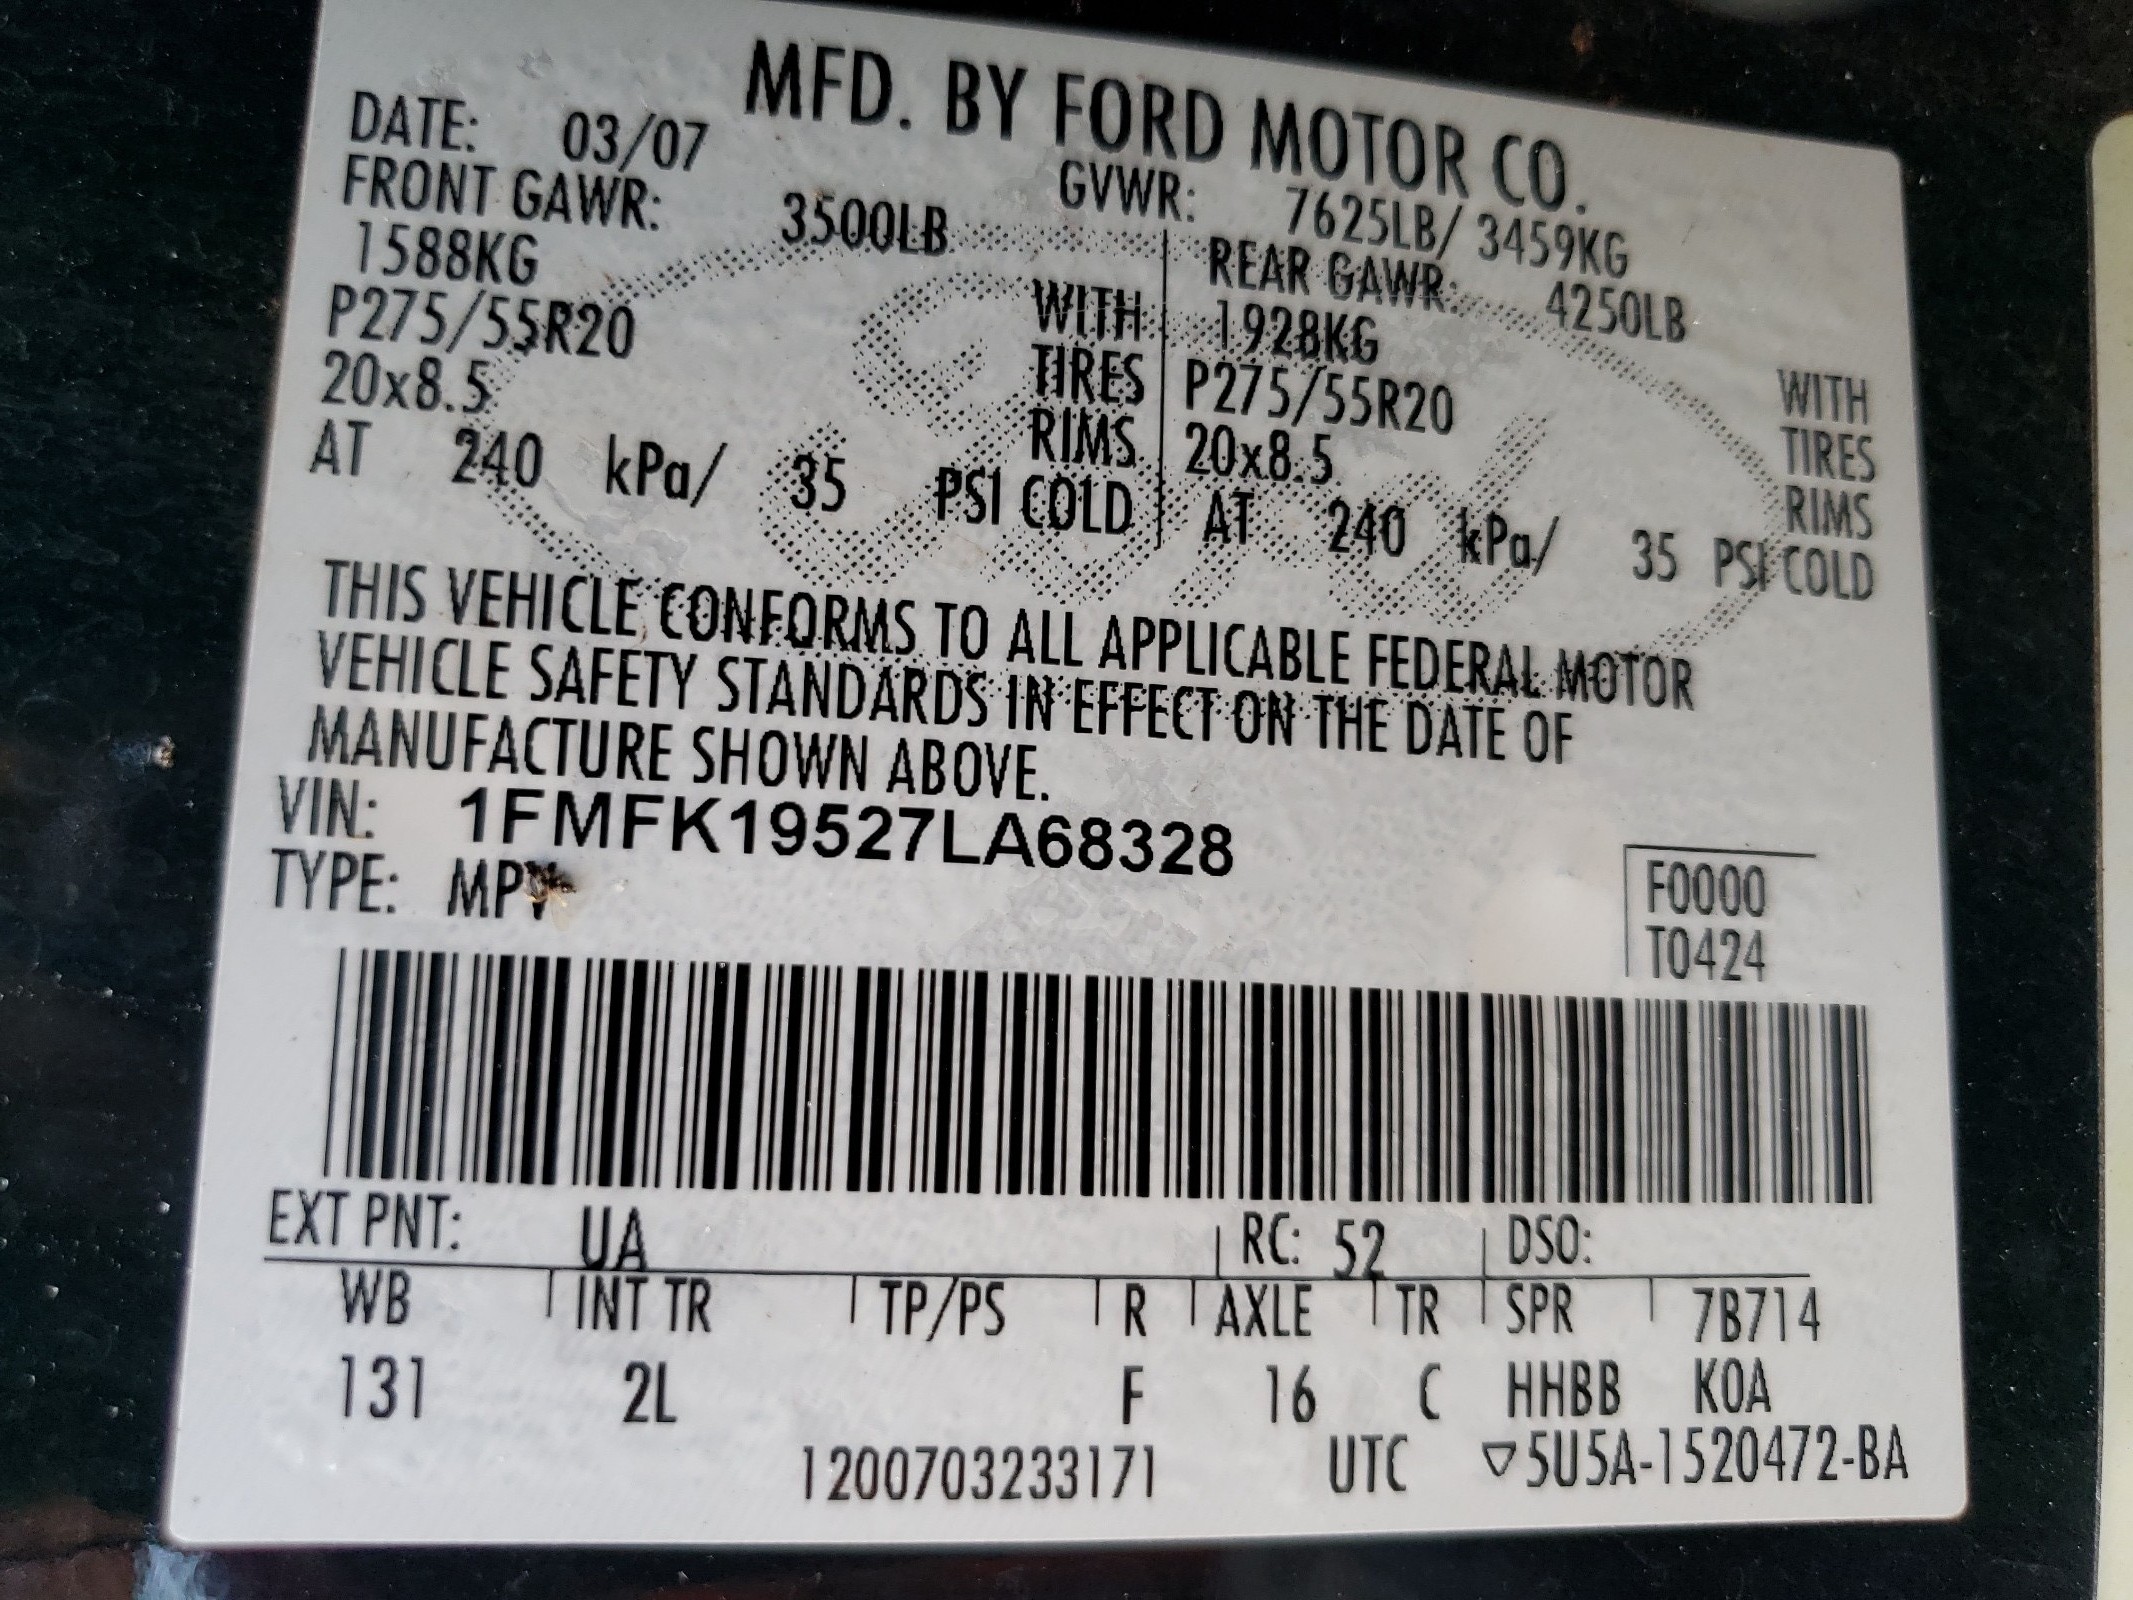 MFD. BY FORD MOTOR CO.
DATE: 03/07 GVWR: 7625LB/ 3459KG
FRONT GAWR: 3500LB REAR GAWR: 4250LB
1588KG WITH 1928KG WITH
P275/55R20 TIRES P275/55R20 TIRES
20x8.5 RIMS 20x8.5 RIMS
AT 240 kPa/ 35 PSI COLD AT 240 kPa/ 35 PSI COLD
THIS VEHICLE CONFORMS TO ALL APPLICABLE FEDERAL MOTOR
VEHICLE SAFETY STANDARDS IN EFFECT ON THE DATE OF
MANUFACTURE SHOWN ABOVE.
VIN: 1FMFK19527LA68328
TYPE: MPV
F0000
T0424
EXT PNT: UA RC: 52 DSO:
WB INT TR TP/PS R AXLE TR SPR 7B714
131 2L F 16 C HHBB KOA
1200703233171 UTC ▽5U5A-1520472-BA